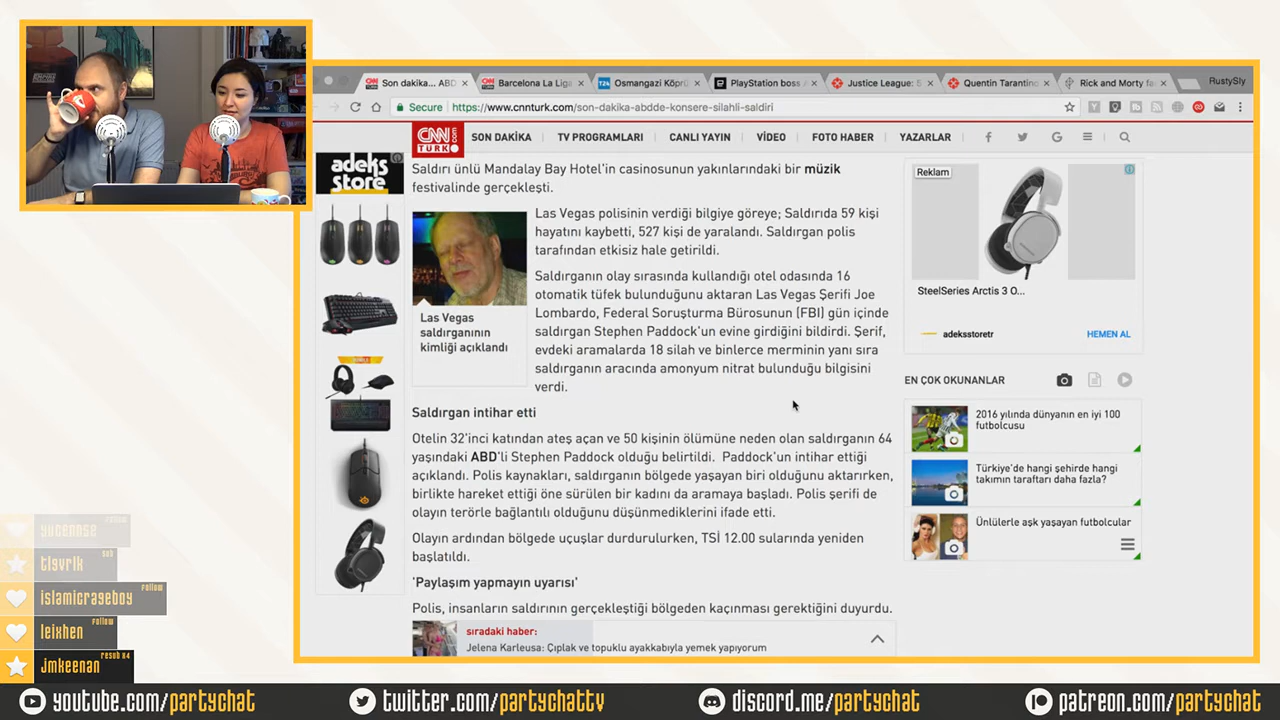 Son dakika... ABD
Barcelona La Liga
Osmangazi Köprü
PlayStation boss
Justice League: 5
Quentin Tarantino
Rick and Morty fa
RustySly
Secure
https://www.cnnturk.com/son-dakika-abdde-konsere-silahli-saldiri
CNN
TÜRK
.com
SON DAKİKA
TV PROGRAMLARI
CANLI YAYIN
VİDEO
FOTO HABER
YAZARLAR
adeks
store
Saldırı ünlü Mandalay Bay Hotel'in casinosunun yakınlarındaki bir müzik
festivalinde gerçekleşti.
Las Vegas polisinin verdiği bilgiye göreye; Saldırıda 59 kişi
hayatını kaybetti, 527 kişi de yaralandı. Saldırgan polis
tarafından etkisiz hale getirildi.
Saldırganın olay sırasında kullandığı otel odasında 16
otomatik tüfek bulunduğunu aktaran Las Vegas Şerifi Joe
Lombardo, Federal Soruşturma Bürosunun (FBI) gün içinde
saldırgan Stephen Paddock'un evine girdiğini bildirdi. Şerif,
evdeki aramalarda 18 silah ve binlerce merminin yanı sıra
saldırganın aracında amonyum nitrat bulunduğu bilgisini
verdi.
Las Vegas
saldırganının
kimliği açıklandı
Saldırgan intihar etti
Otelin 32'inci katından ateş açan ve 50 kişinin ölümüne neden olan saldırganın 64
yaşındaki ABD'li Stephen Paddock olduğu belirtildi. Paddock'un intihar ettiği
açıklandı. Polis kaynakları, saldırganın bölgede yaşayan biri olduğunu aktarırken,
birlikte hareket ettiği öne sürülen bir kadını da aramaya başladı. Polis şerifi de
olayın terörle bağlantılı olduğunu düşünmediklerini ifade etti.
Olayın ardından bölgede uçuşlar durdurulurken, TSİ 12.00 sularında yeniden
başlatıldı.
'Paylaşım yapmayın uyarısı'
Polis, insanların saldırının gerçekleştiği bölgeden kaçınması gerektiğini duyurdu.
sıradaki haber:
Jelena Karleusa: Çıplak ve topuklu ayakkabıyla yemek yapıyorum
Reklam
SteelSeries Arctis 3 O...
adeksstoretr
HEMEN AL
EN ÇOK OKUNANLAR
2016 yılında dünyanın en iyi 100
futbolcusu
Türkiye'de hangi şehirde hangi
takımın taraftarı daha fazla?
Ünlülerle aşk yaşayan futbolcular
follow
sub
tlgvrlk
follow
islamicrageboy
follow
leixhen
resub x4
jmkeenan
youtube.com/partychat
twitter.com/partychattv
discord.me/partychat
patreon.com/partychat